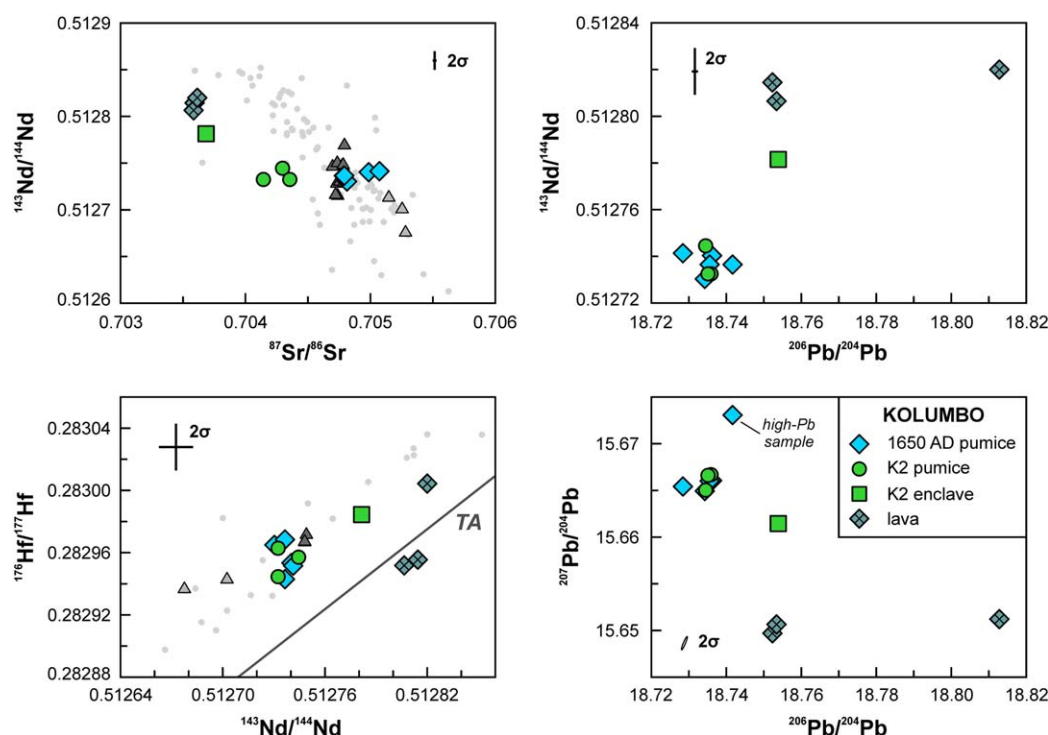 0.5129
0.5128
0.5127
0.5126
¹⁴³Nd/¹⁴⁴Nd
2σ
0.703
0.704
0.705
0.706
⁸⁷Sr/⁸⁶Sr
0.51284
0.51280
0.51276
0.51272
¹⁴³Nd/¹⁴⁴Nd
2σ
18.72
18.74
18.76
18.78
18.80
18.82
²⁰⁶Pb/²⁰⁴Pb
0.28304
0.28300
0.28296
0.28292
0.28288
¹⁷⁶Hf/¹⁷⁷Hf
2σ
TA
0.51264
0.51270
0.51276
0.51282
¹⁴³Nd/¹⁴⁴Nd
15.67
15.66
15.65
²⁰⁷Pb/²⁰⁴Pb
high-Pb
sample
KOLUMBO
1650 AD pumice
K2 pumice
K2 enclave
lava
2σ
18.72
18.74
18.76
18.78
18.80
18.82
²⁰⁶Pb/²⁰⁴Pb